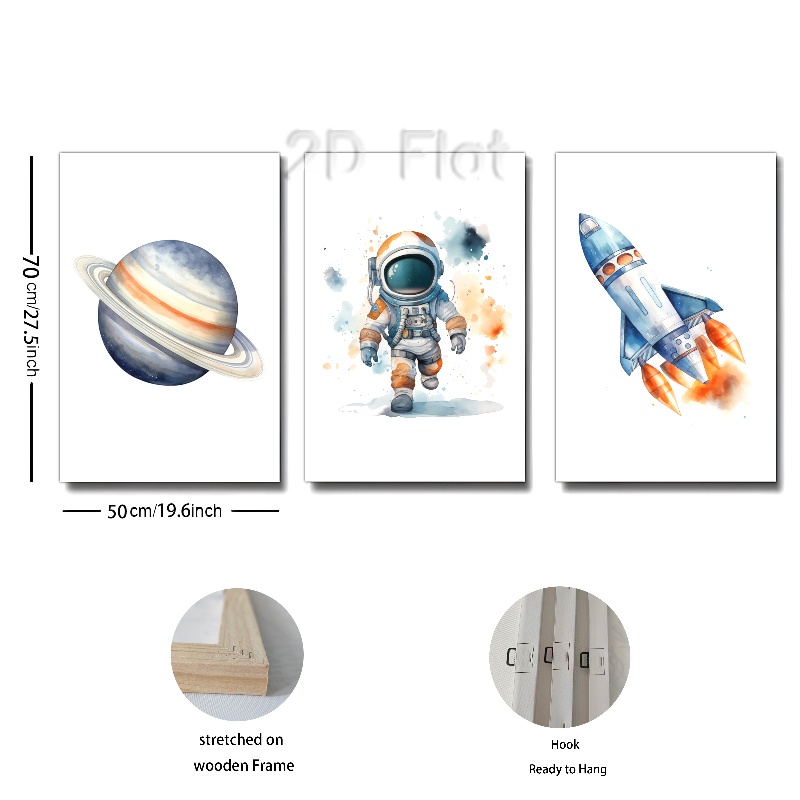 2D Flat
70 cm/27.5inch
50 cm/19.6inch
stretched on
wooden Frame
Hook
Ready to Hang